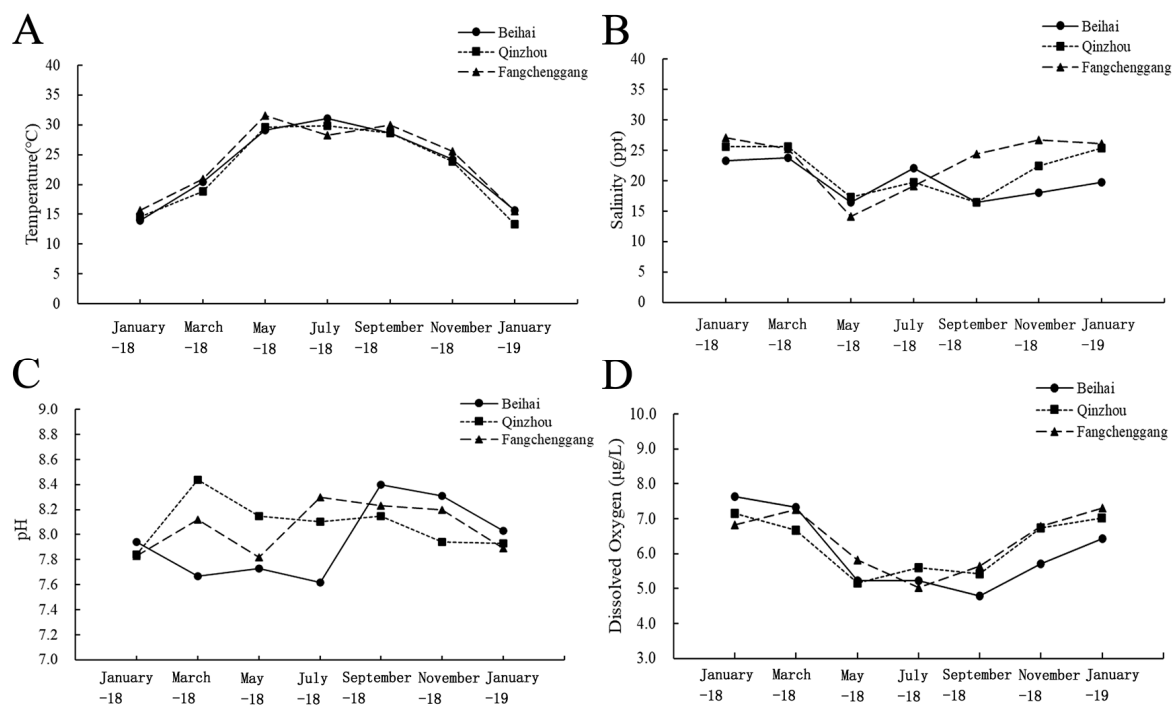 A
Beihai
Qinzhou
Fangchenggang
Temperature(°C)
40
35
30
25
20
15
10
5
0
January March May July September November January
-18 -18 -18 -18 -18 -18 -19
B
Beihai
Qinzhou
Fangchenggang
Salinity (ppt)
40
35
30
25
20
15
10
5
0
January March May July September November January
-18 -18 -18 -18 -18 -18 -19
C
Beihai
Qinzhou
Fangchenggang
pH
9.0
8.8
8.6
8.4
8.2
8.0
7.8
7.6
7.4
7.2
7.0
January March May July September November January
-18 -18 -18 -18 -18 -18 -19
D
Beihai
Qinzhou
Fangchenggang
Dissolved Oxygen (μg/L)
10.0
9.0
8.0
7.0
6.0
5.0
4.0
3.0
January March May July September November January
-18 -18 -18 -18 -18 -18 -19